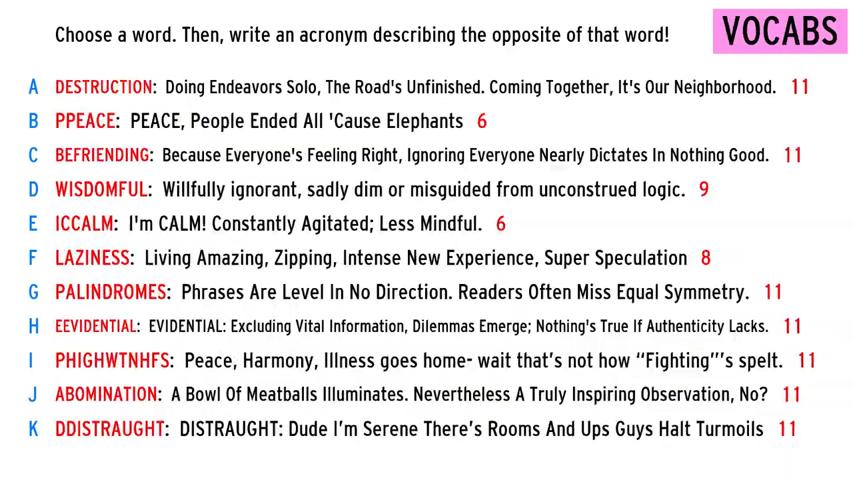 Choose a word. Then, write an acronym describing the opposite of that word! VOCABS
A DESTRUCTION: Doing Endeavors Solo, The Road's Unfinished. Coming Together, It's Our Neighborhood. 11
B PPEACE: PEACE, People Ended All 'Cause Elephants 6
C BEFRIENDING: Because Everyone's Feeling Right, Ignoring Everyone Nearly Dictates In Nothing Good. 11
D WISDOMFUL: Willfully ignorant, sadly dim or misguided from unconstrued logic. 9
E ICCALM: I'm CALM! Constantly Agitated; Less Mindful. 6
F LAZINESS: Living Amazing, Zipping, Intense New Experience, Super Speculation 8
G PALINDROMES: Phrases Are Level In No Direction. Readers Often Miss Equal Symmetry. 11
H EEVIDENTIAL: EVIDENTIAL: Excluding Vital Information, Dilemmas Emerge; Nothing's True If Authenticity Lacks. 11
I PHIGHWTNHFS: Peace, Harmony, Illness goes home- wait that's not how “Fighting”'s spelt. 11
J ABOMINATION: A Bowl Of Meatballs Illuminates. Nevertheless A Truly Inspiring Observation, No? 11
K DDISTRAUGHT: DISTRAUGHT: Dude I'm Serene There's Rooms And Ups Guys Halt Turmoils 11